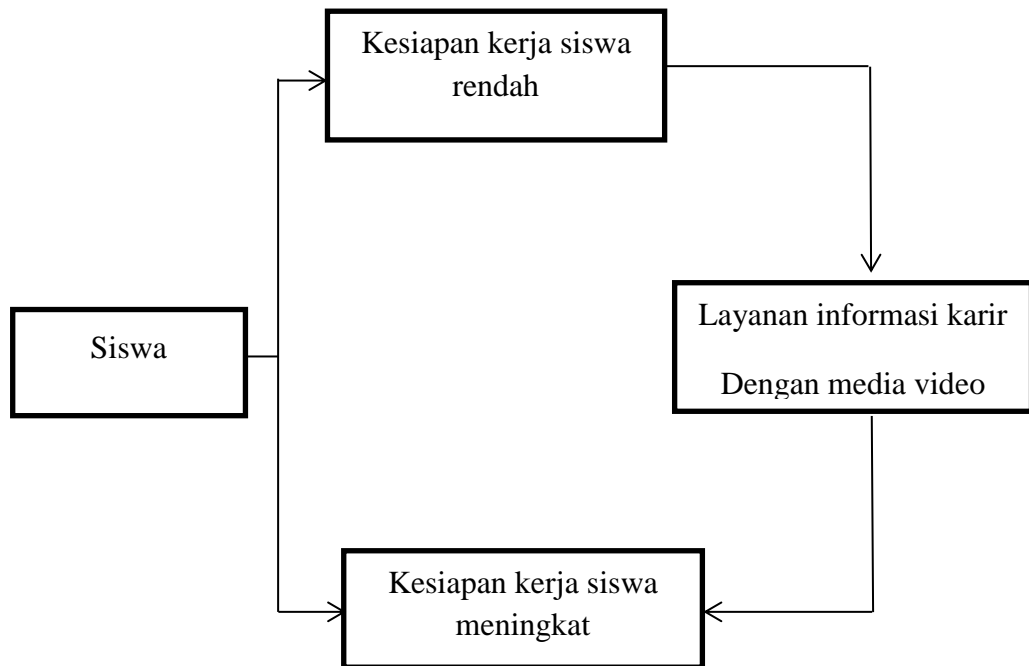 Kesiapan kerja siswa
rendah
Siswa
Layanan informasi karir
Dengan media video
Kesiapan kerja siswa
meningkat